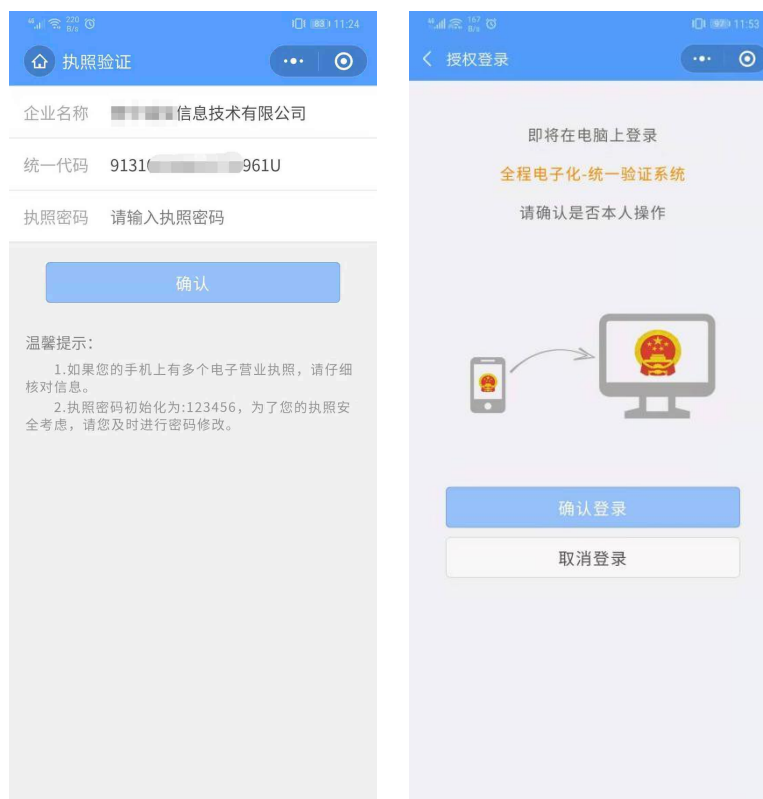 46 220 B/s 83 11:24
执照验证
企业名称 信息技术有限公司
统一代码 9131 961U
执照密码 请输入执照密码
确认
温馨提示：
1.如果您的手机上有多个电子营业执照，请仔细
核对信息。
2.执照密码初始化为:123456，为了您的执照安
全考虑，请您及时进行密码修改。
46 167 B/s 11:53
授权登录
即将在电脑上登录
全程电子化-统一验证系统
请确认是否本人操作
确认登录
取消登录